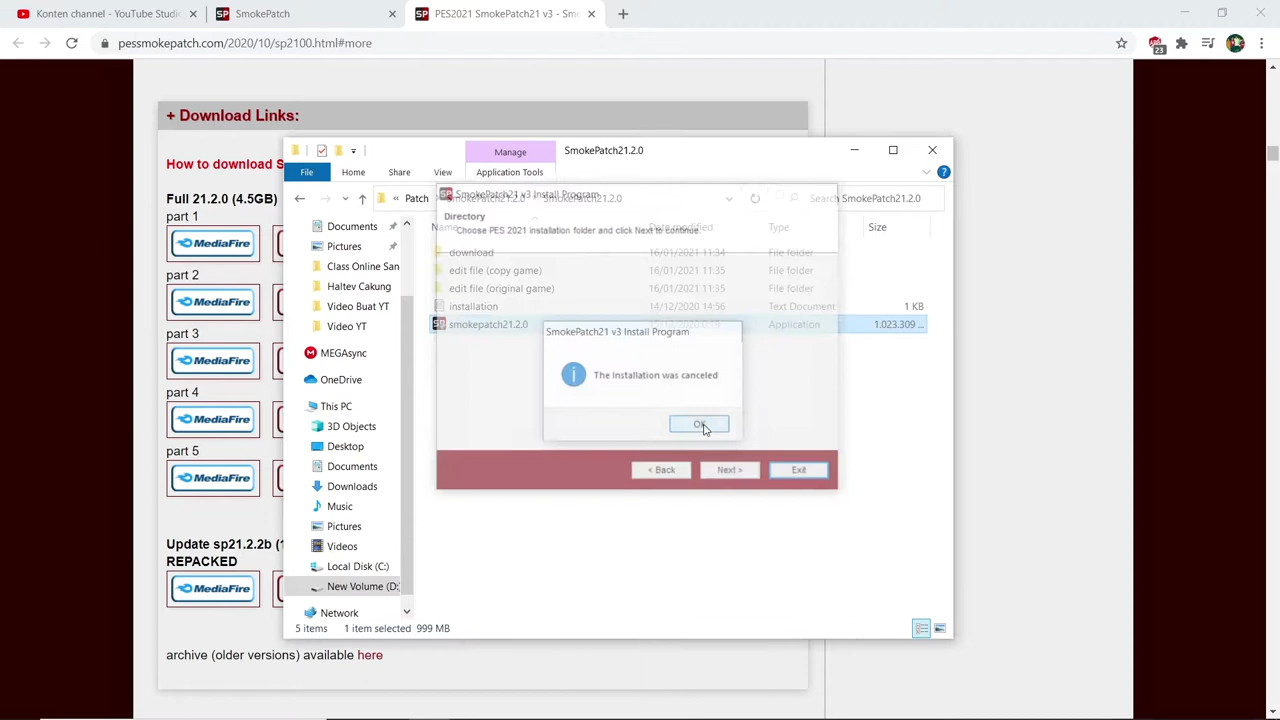 Konten channel - YouTube Studio
SmokePatch
PES2021 SmokePatch21 v3 - Smo
pessmokepatch.com/2020/10/sp2100.html#more
23
+ Download Links:
How to download S
Full 21.2.0 (4.5GB)
part 1
MediaFire
part 2
MediaFire
part 3
MediaFire
part 4
MediaFire
part 5
MediaFire
Update sp21.2.2b (1
REPACKED
MediaFire
archive (older versions) available here
Manage
SmokePatch21.2.0
File
Home
Share
View
Application Tools
« Patch
SmokePatch21.2.0
SmokePatch21.2.0
Search SmokePatch21.2.0
Documents
Pictures
Class Online San
Haltev Cakung
Video Buat YT
Video YT
MEGAsync
OneDrive
This PC
3D Objects
Desktop
Documents
Downloads
Music
Pictures
Videos
Local Disk (C:)
New Volume (D:)
Network
Date modified
Type
Size
download 16/01/2021 11:34 File folder
edit file (copy game) 16/01/2021 11:35 File folder
edit file (original game) 16/01/2021 11:35 File folder
installation 14/12/2020 14:56 Text Document 1 KB
smokepatch21.2.0 Application 1.023.309 ...
5 items 1 item selected 999 MB
SmokePatch21 v3 Install Program
Directory
Choose PES 2021 installation folder and click Next to continue.
SmokePatch21 v3 Install Program
The Installation was canceled
OK
< Back
Next >
Exit